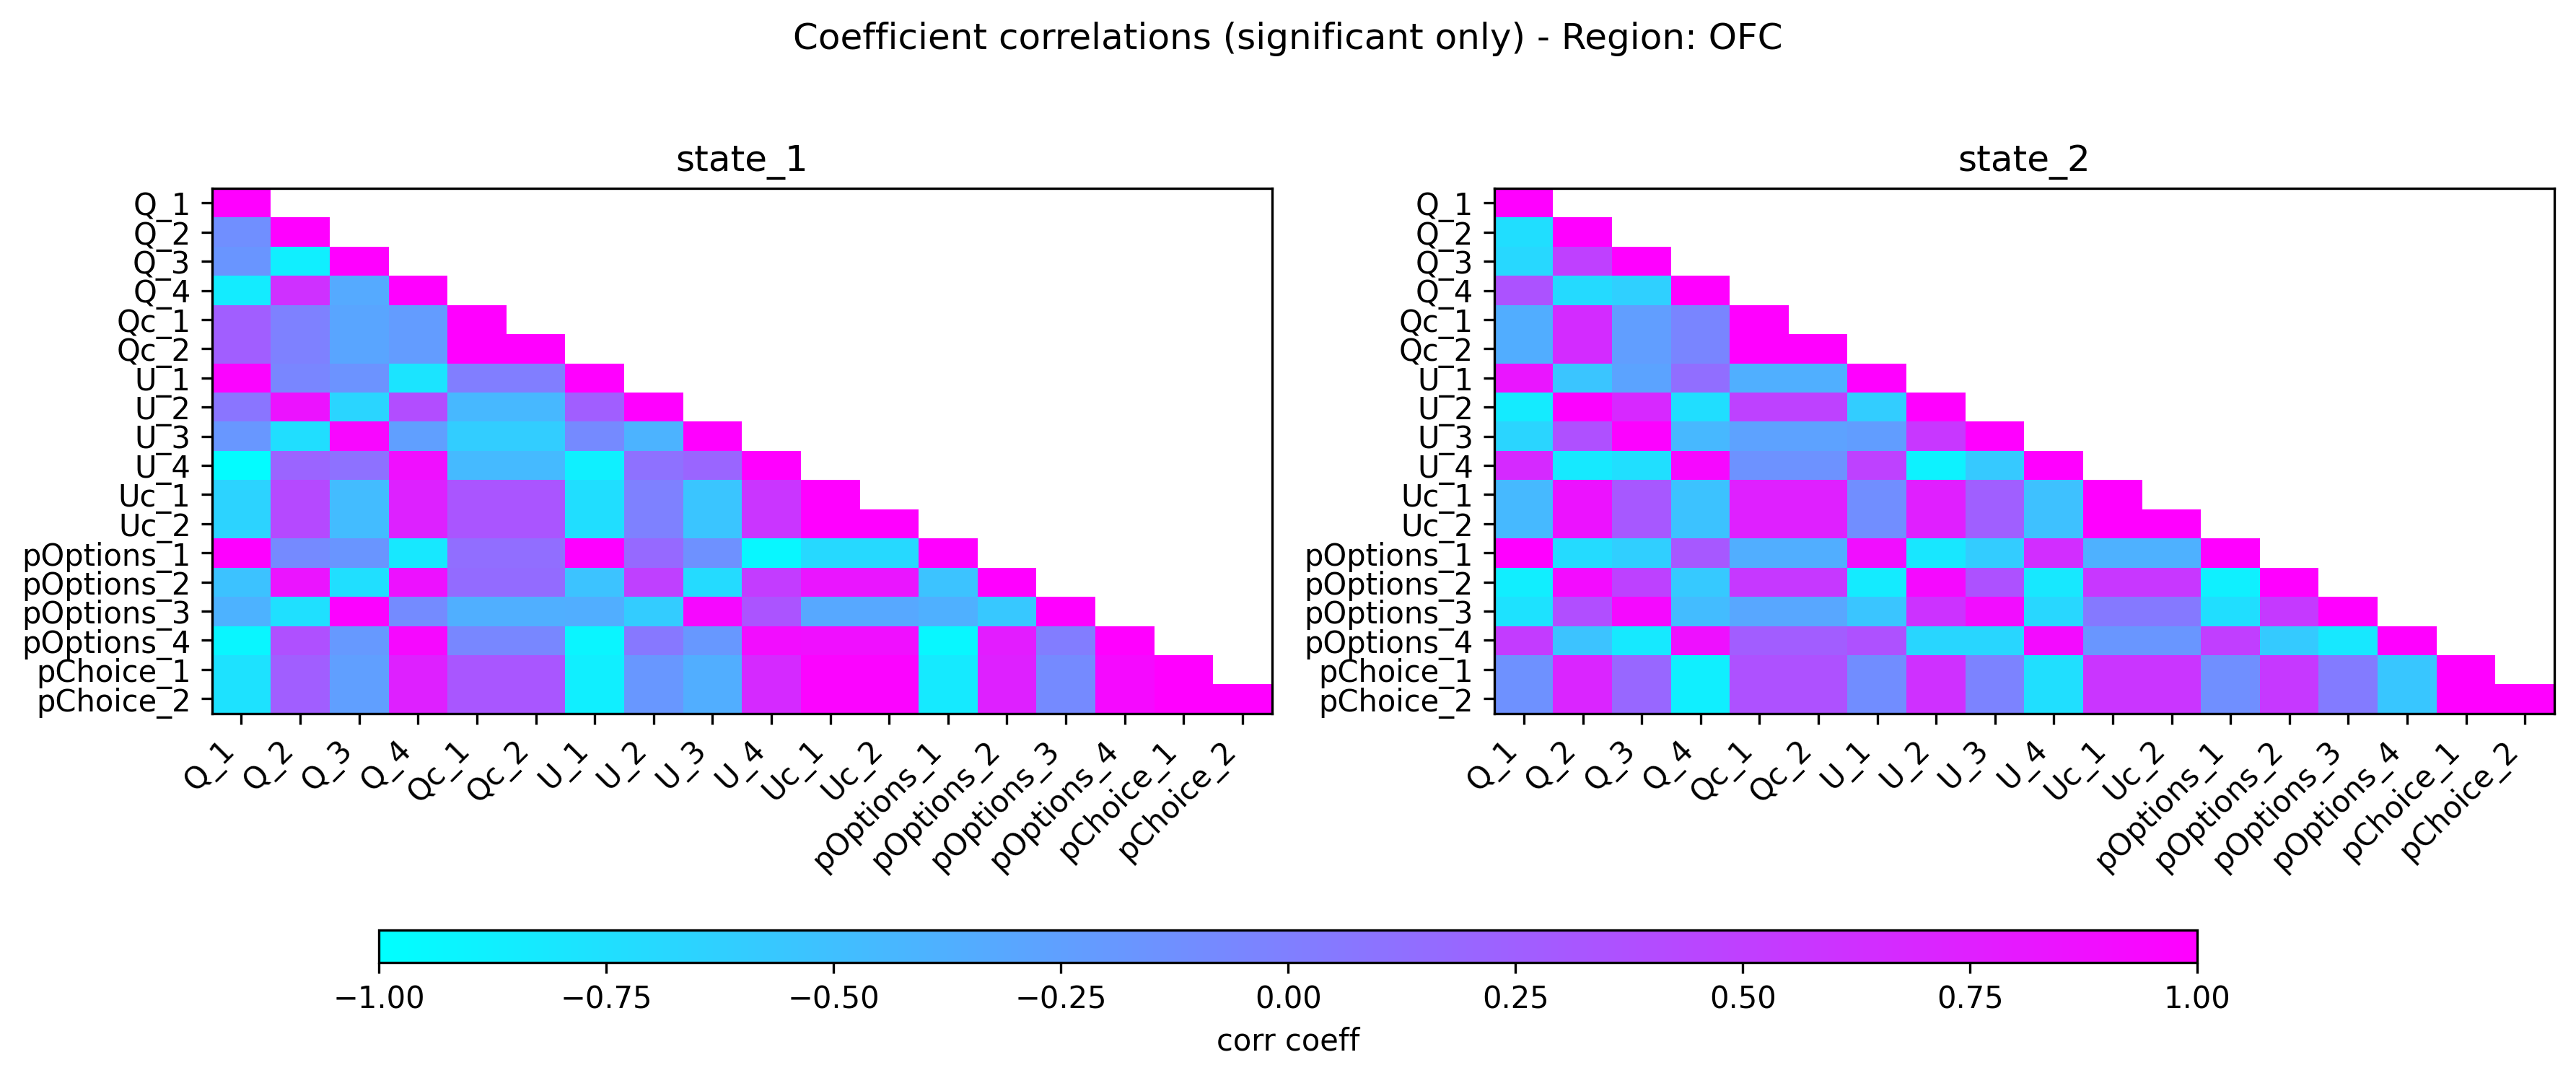 Coefficient correlations (significant only) - Region: OFC
state_1
Q_1
Q_2
Q_3
Q_4
Qc_1
Qc_2
U_1
U_2
U_3
U_4
Uc_1
Uc_2
pOptions_1
pOptions_2
pOptions_3
pOptions_4
pChoice_1
pChoice_2
Q_1
Q_2
Q_3
Q_4
Qc_1
Qc_2
U_1
U_2
U_3
U_4
Uc_1
Uc_2
pOptions_1
pOptions_2
pOptions_3
pOptions_4
pChoice_1
pChoice_2
state_2
Q_1
Q_2
Q_3
Q_4
Qc_1
Qc_2
U_1
U_2
U_3
U_4
Uc_1
Uc_2
pOptions_1
pOptions_2
pOptions_3
pOptions_4
pChoice_1
pChoice_2
Q_1
Q_2
Q_3
Q_4
Qc_1
Qc_2
U_1
U_2
U_3
U_4
Uc_1
Uc_2
pOptions_1
pOptions_2
pOptions_3
pOptions_4
pChoice_1
pChoice_2
−1.00 −0.75 −0.50 −0.25 0.00 0.25 0.50 0.75 1.00
corr coeff